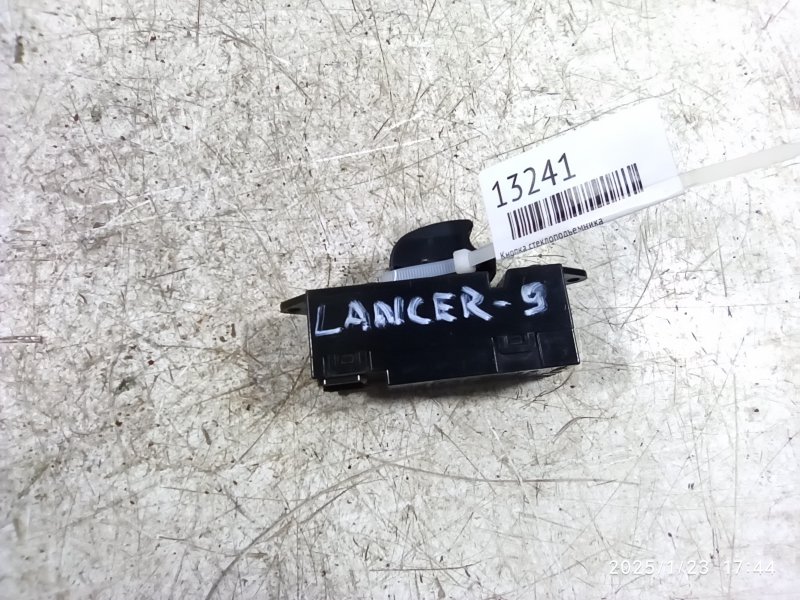 13241
Кнопка стеклоподъемника
LANCER-9
2025/1/23 17:44